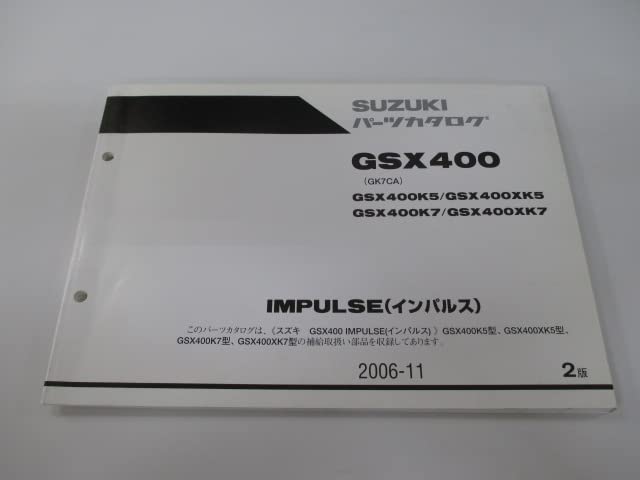 SUZUKI
パーツカタログ
GSX400
(GK7CA)
GSX400K5/GSX400XK5
GSX400K7/GSX400XK7
IMPULSE(インパルス)
このパーツカタログは、《スズキ GSX400 IMPULSE(インパルス)》GSX400K5型、GSX400XK5型、
GSX400K7型、GSX400XK7型の補給取扱い部品を収録してあります。
2006-11
2版